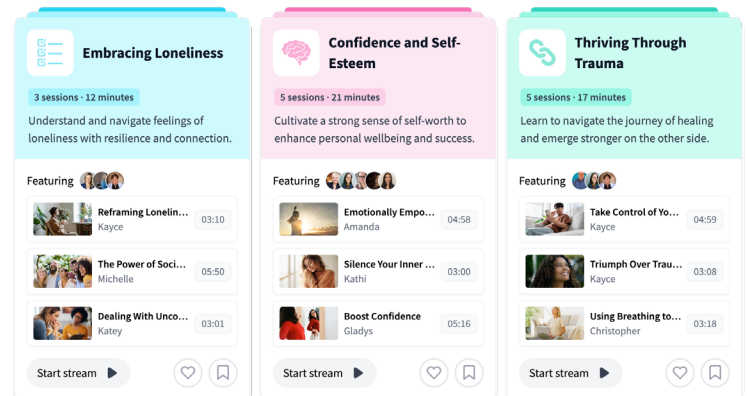 Embracing Loneliness
3 sessions · 12 minutes
Understand and navigate feelings of
loneliness with resilience and connection.
Featuring
Reframing Lonelin...
Kayce
03:10
The Power of Soci...
Michelle
05:50
Dealing With Unco...
Katey
03:01
Start stream
Confidence and Self-
Esteem
5 sessions · 21 minutes
Cultivate a strong sense of self-worth to
enhance personal wellbeing and success.
Featuring
Emotionally Empo...
Amanda
04:58
Silence Your Inner ...
Kathi
03:00
Boost Confidence
Gladys
05:16
Start stream
Thriving Through
Trauma
5 sessions · 17 minutes
Learn to navigate the journey of healing
and emerge stronger on the other side.
Featuring
Take Control of Yo...
Kayce
04:59
Triumph Over Trau...
Kayce
03:08
Using Breathing to...
Christopher
03:18
Start stream